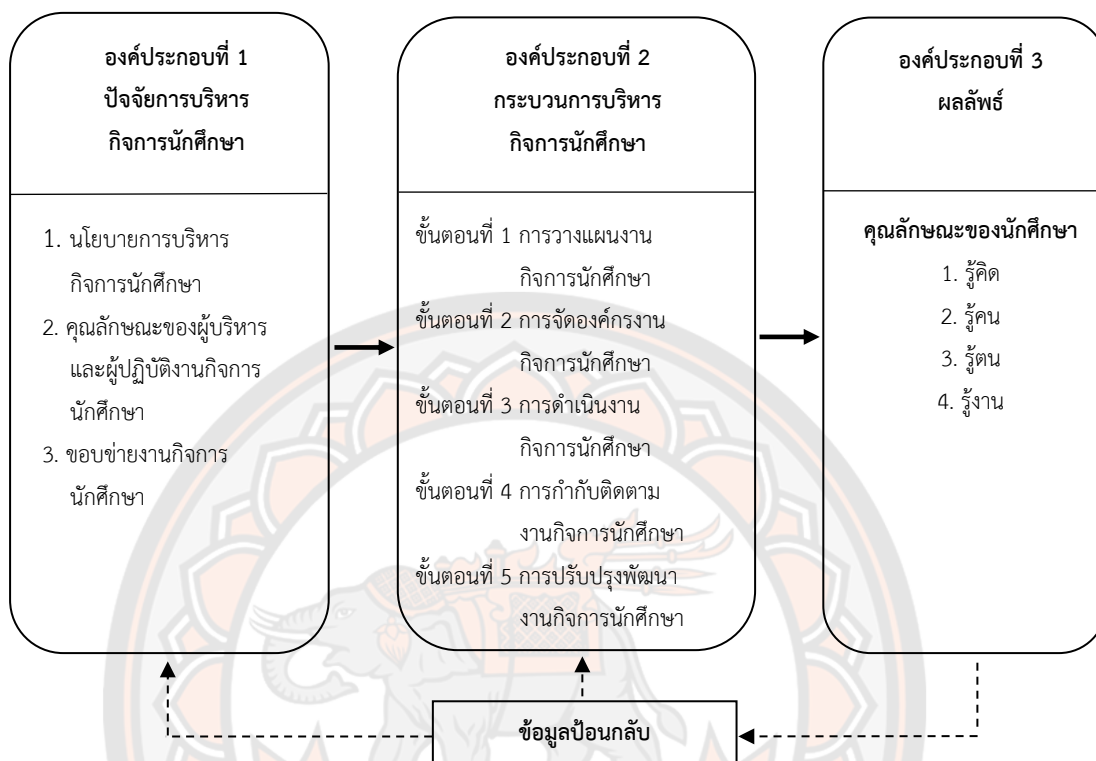 องค์ประกอบที่ 1
ปัจจัยการบริหาร
กิจการนักศึกษา
1. นโยบายการบริหาร
กิจการนักศึกษา
2. คุณลักษณะของผู้บริหาร
และผู้ปฏิบัติงานกิจการ
นักศึกษา
3. ขอบข่ายงานกิจการ
นักศึกษา
องค์ประกอบที่ 2
กระบวนการบริหาร
กิจการนักศึกษา
ขั้นตอนที่ 1 การวางแผนงาน
กิจการนักศึกษา
ขั้นตอนที่ 2 การจัดองค์กรงาน
กิจการนักศึกษา
ขั้นตอนที่ 3 การดำเนินงาน
กิจการนักศึกษา
ขั้นตอนที่ 4 การกำกับติดตาม
งานกิจการนักศึกษา
ขั้นตอนที่ 5 การปรับปรุงพัฒนา
งานกิจการนักศึกษา
องค์ประกอบที่ 3
ผลลัพธ์
คุณลักษณะของนักศึกษา
1. รู้คิด
2. รู้คน
3. รู้ตน
4. รู้งาน
ข้อมูลป้อนกลับ